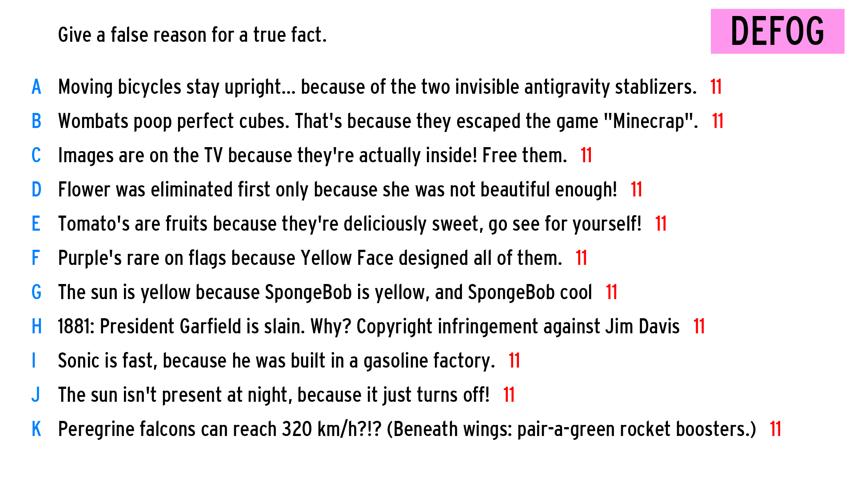 Give a false reason for a true fact.
DEFOG
A Moving bicycles stay upright... because of the two invisible antigravity stablizers. 11
B Wombats poop perfect cubes. That's because they escaped the game "Minecrap". 11
C Images are on the TV because they're actually inside! Free them. 11
D Flower was eliminated first only because she was not beautiful enough! 11
E Tomato's are fruits because they're deliciously sweet, go see for yourself! 11
F Purple's rare on flags because Yellow Face designed all of them. 11
G The sun is yellow because SpongeBob is yellow, and SpongeBob cool 11
H 1881: President Garfield is slain. Why? Copyright infringement against Jim Davis 11
I Sonic is fast, because he was built in a gasoline factory. 11
J The sun isn't present at night, because it just turns off! 11
K Peregrine falcons can reach 320 km/h?!? (Beneath wings: pair-a-green rocket boosters.) 11